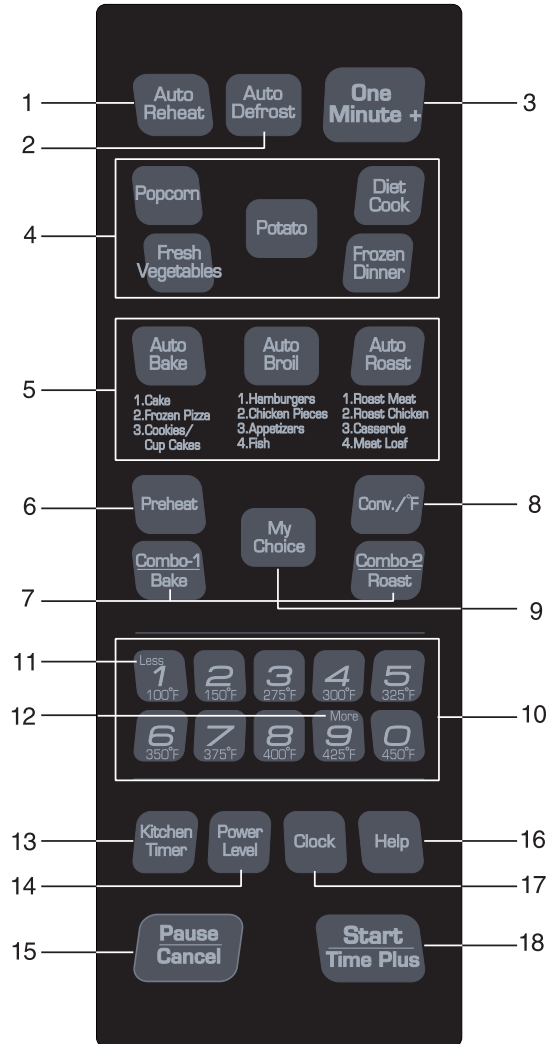 Auto
Reheat
Auto
Defrost
One
Minute +
1
2
3
Popcorn
Potato
Diet
Cook
Fresh
Vegetables
Frozen
Dinner
4
Auto
Bake
1.Cake
2.Frozen Pizza
3.Cookies/
Cup Cakes
Auto
Broil
1.Hamburgers
2.Chicken Pieces
3.Appetizers
4.Fish
Auto
Roast
1.Roast Meat
2.Roast Chicken
3.Casserole
4.Meat Loaf
5
Preheat
My
Choice
Conv./°F
6
8
Combo-1
Bake
Combo-2
Roast
7
9
11
Less
1
100°F
2
150°F
3
275°F
4
300°F
5
325°F
12
10
6
350°F
7
375°F
8
400°F
More
9
425°F
0
450°F
Kitchen
Timer
Power
Level
Clock
Help
13
14
16
17
Pause
Cancel
Start
Time Plus
15
18